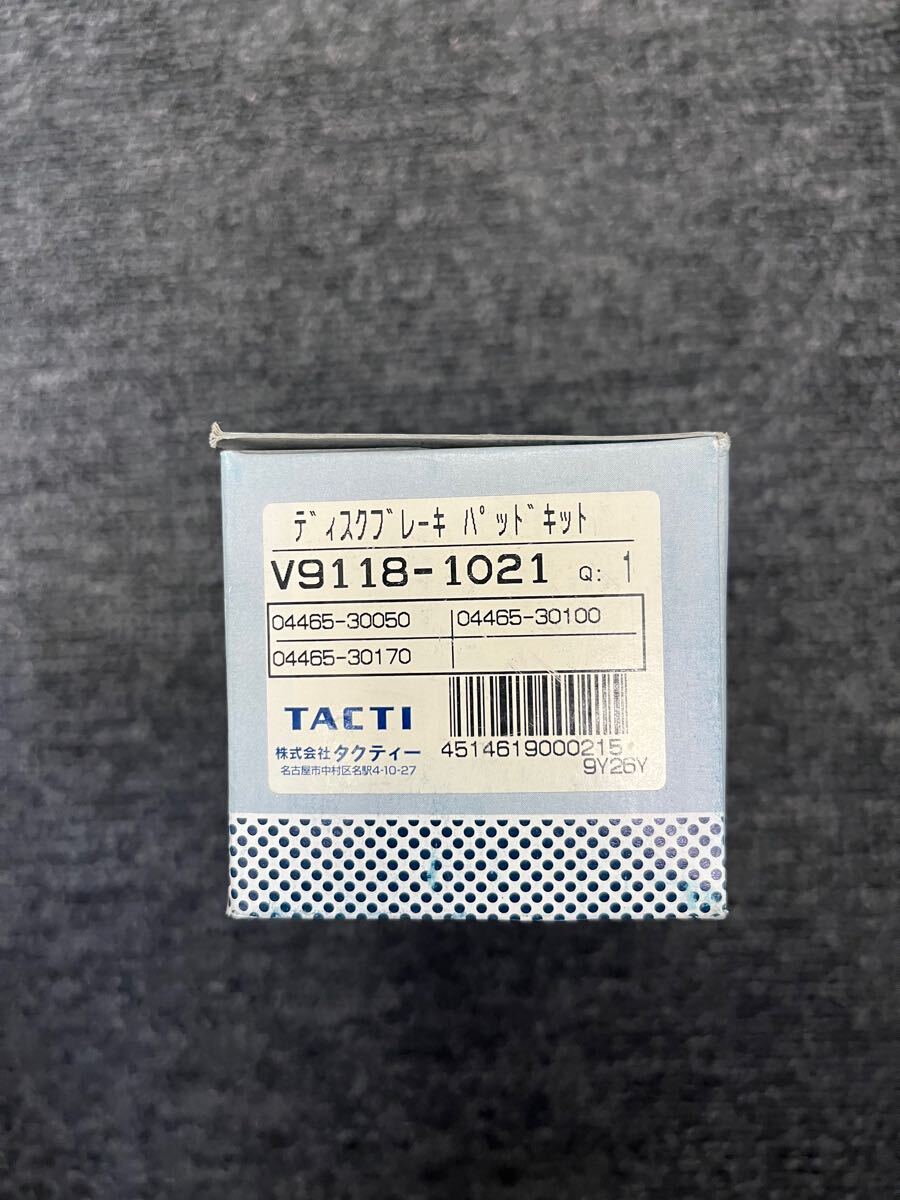 ディスクブレーキ パッドキット
V9118-1021 Q: 1
04465-30050 04465-30100
04465-30170
TACTI
株式会社タクティー
名古屋市中村区名駅4-10-27
4514619000215
9Y26Y